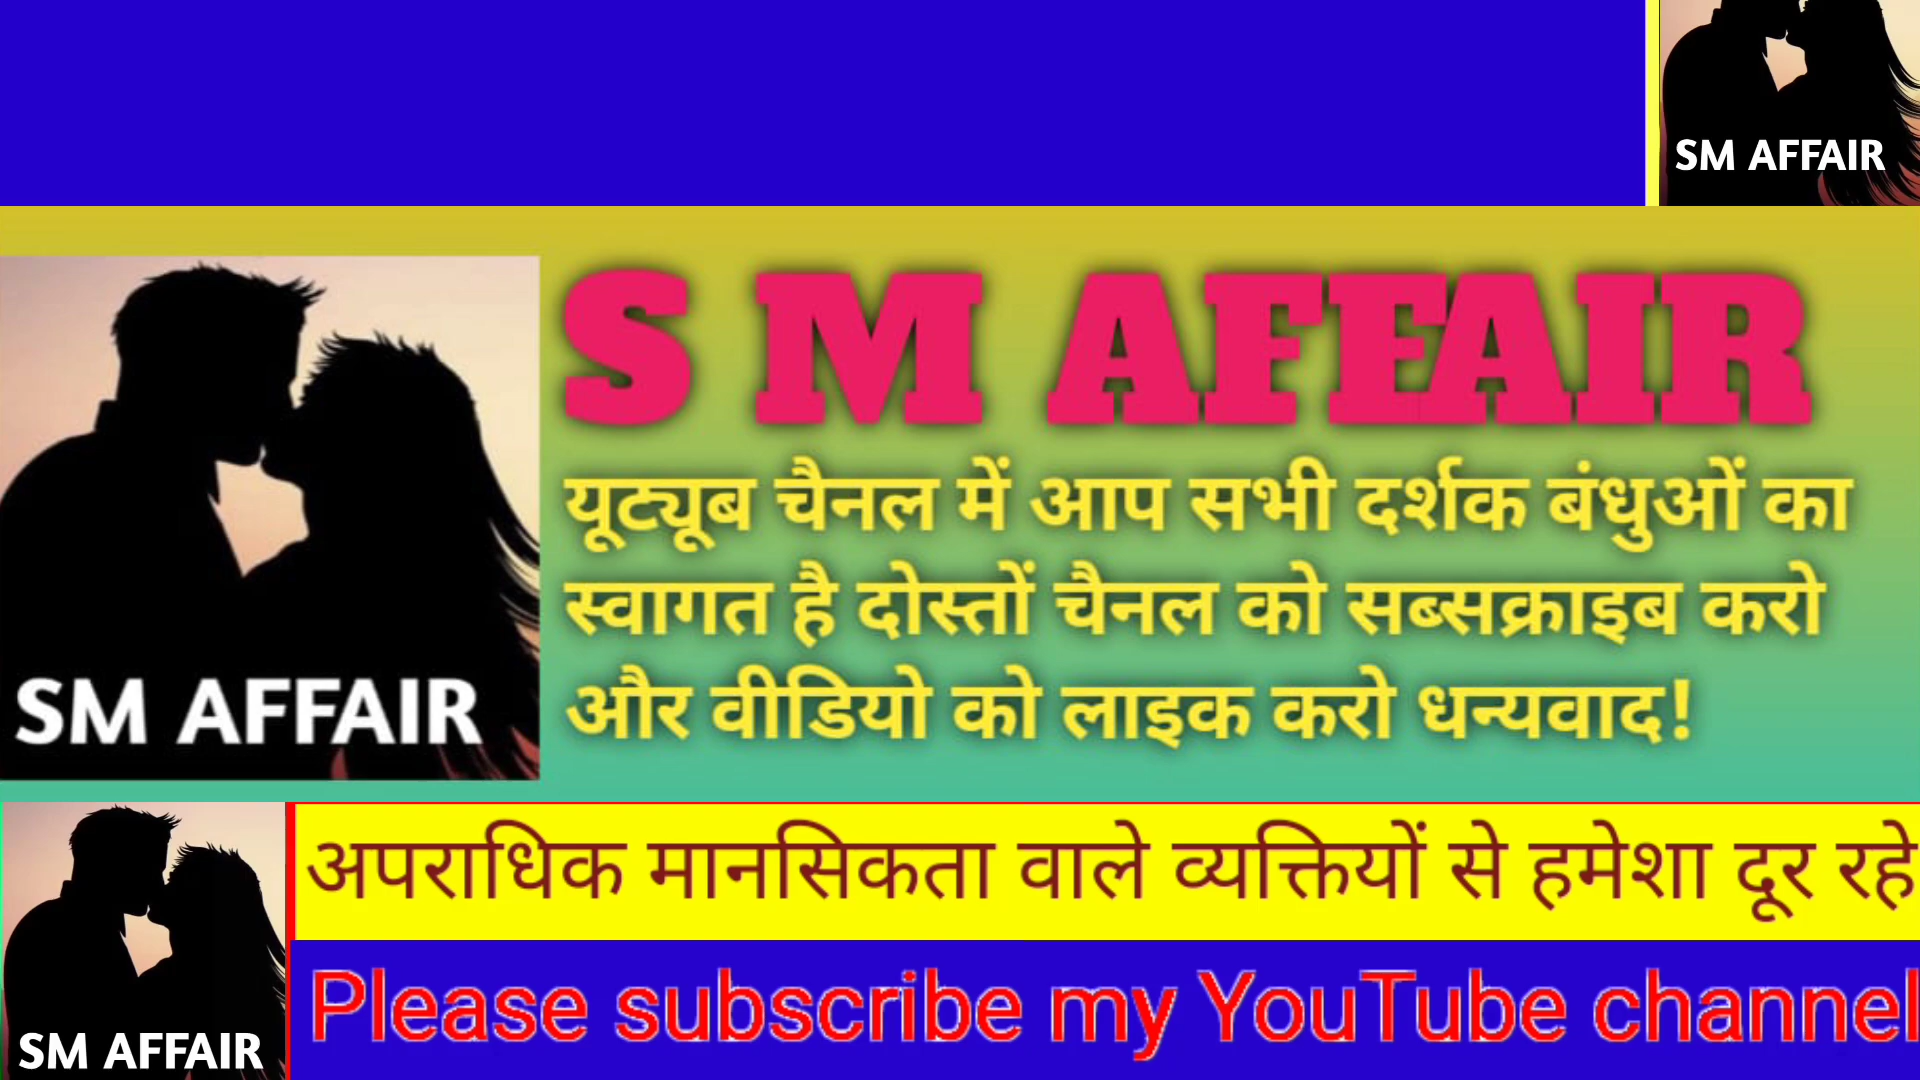 SM AFFAIR
S M AFFAIR
यूट्यूब चैनल में आप सभी दर्शक बंधुओं का
स्वागत है दोस्तों चैनल को सब्सक्राइब करो
और वीडियो को लाइक करो धन्यवाद!
SM AFFAIR
अपराधिक मानसिकता वाले व्यक्तियों से हमेशा दूर रहे
Please subscribe my YouTube channel
SM AFFAIR